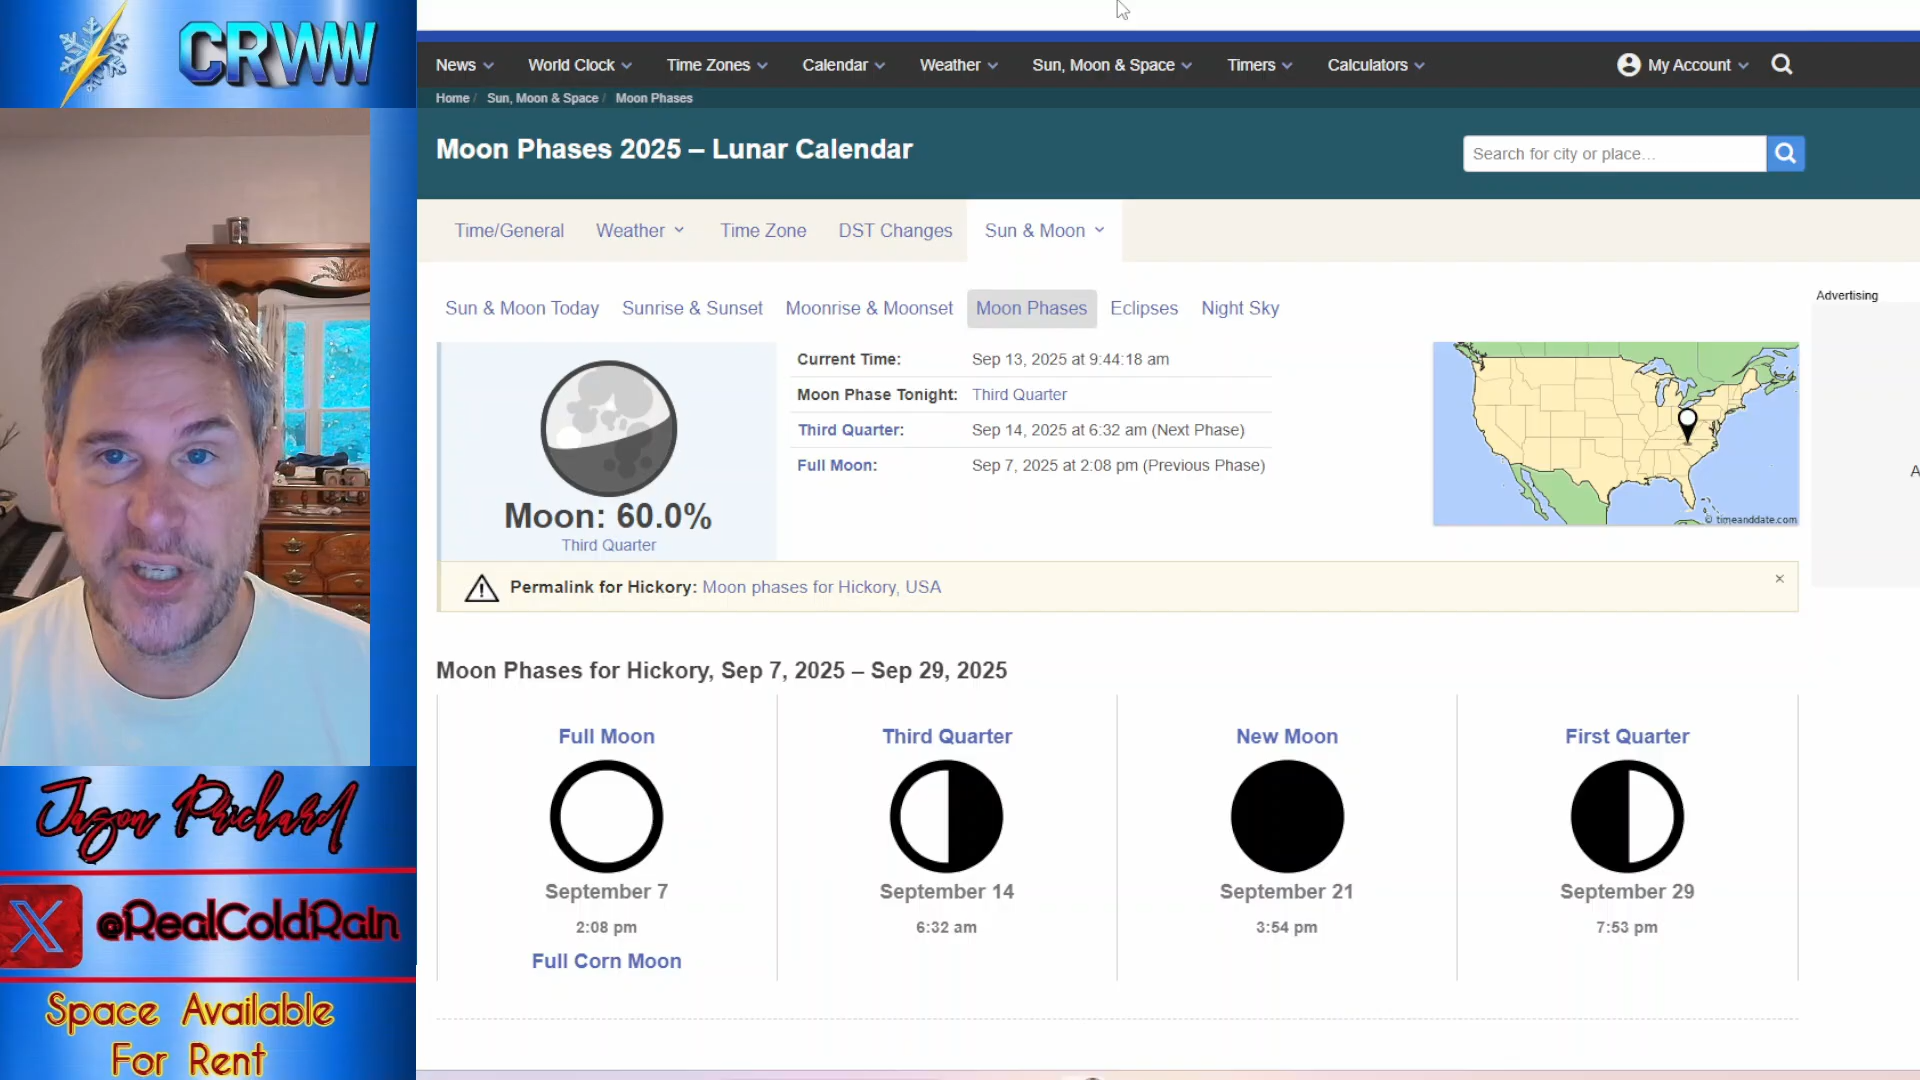 CRWW
News
World Clock
Time Zones
Calendar
Weather
Sun, Moon & Space
Timers
Calculators
My Account
Home / Sun, Moon & Space / Moon Phases
Moon Phases 2025 – Lunar Calendar
Search for city or place...
Time/General
Weather
Time Zone
DST Changes
Sun & Moon
Sun & Moon Today
Sunrise & Sunset
Moonrise & Moonset
Moon Phases
Eclipses
Night Sky
Advertising
Moon: 60.0%
Third Quarter
Current Time: Sep 13, 2025 at 9:44:18 am
Moon Phase Tonight: Third Quarter
Third Quarter: Sep 14, 2025 at 6:32 am (Next Phase)
Full Moon: Sep 7, 2025 at 2:08 pm (Previous Phase)
© timeanddate.com
A
Permalink for Hickory: Moon phases for Hickory, USA
×
Moon Phases for Hickory, Sep 7, 2025 – Sep 29, 2025
Full Moon
September 7
2:08 pm
Full Corn Moon
Third Quarter
September 14
6:32 am
New Moon
September 21
3:54 pm
First Quarter
September 29
7:53 pm
Jason Prichard
X @RealColdRain
Space Available
For Rent